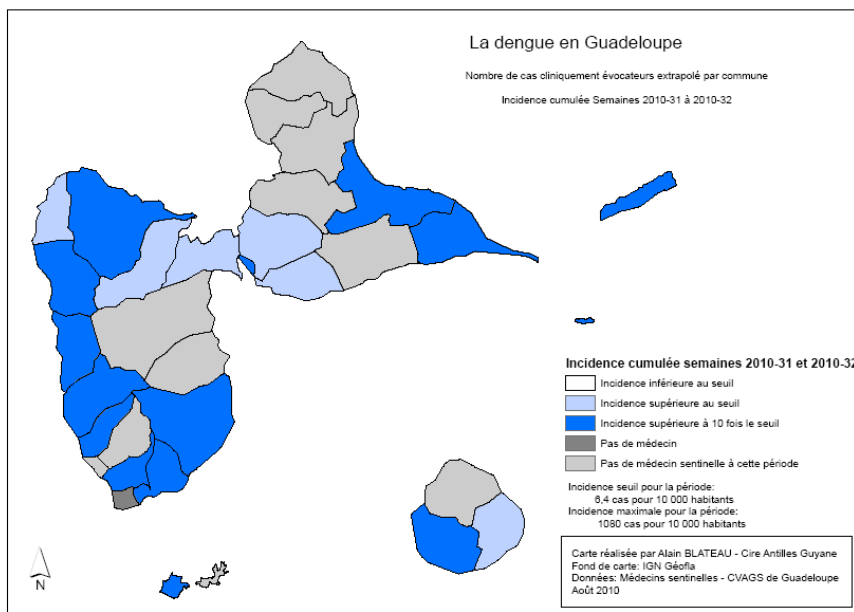 La dengue en Guadeloupe
Nombre de cas cliniquement évocateurs extrapolé par commune
Incidence cumulée Semaines 2010-31 à 2010-32
Incidence cumulée semaines 2010-31 et 2010-32
Incidence inférieure au seuil
Incidence supérieure au seuil
Incidence supérieure à 10 fois le seuil
Pas de médecin
Pas de médecin sentinelle à cette période
Incidence seuil pour la période:
6,4 cas pour 10 000 habitants
Incidence maximale pour la période:
1080 cas pour 10 000 habitants
Carte réalisée par Alain BLATEAU - Cire Antilles Guyane
Fond de carte: IGN Géofla
Données: Médecins sentinelles - CVAGS de Guadeloupe
Août 2010
N